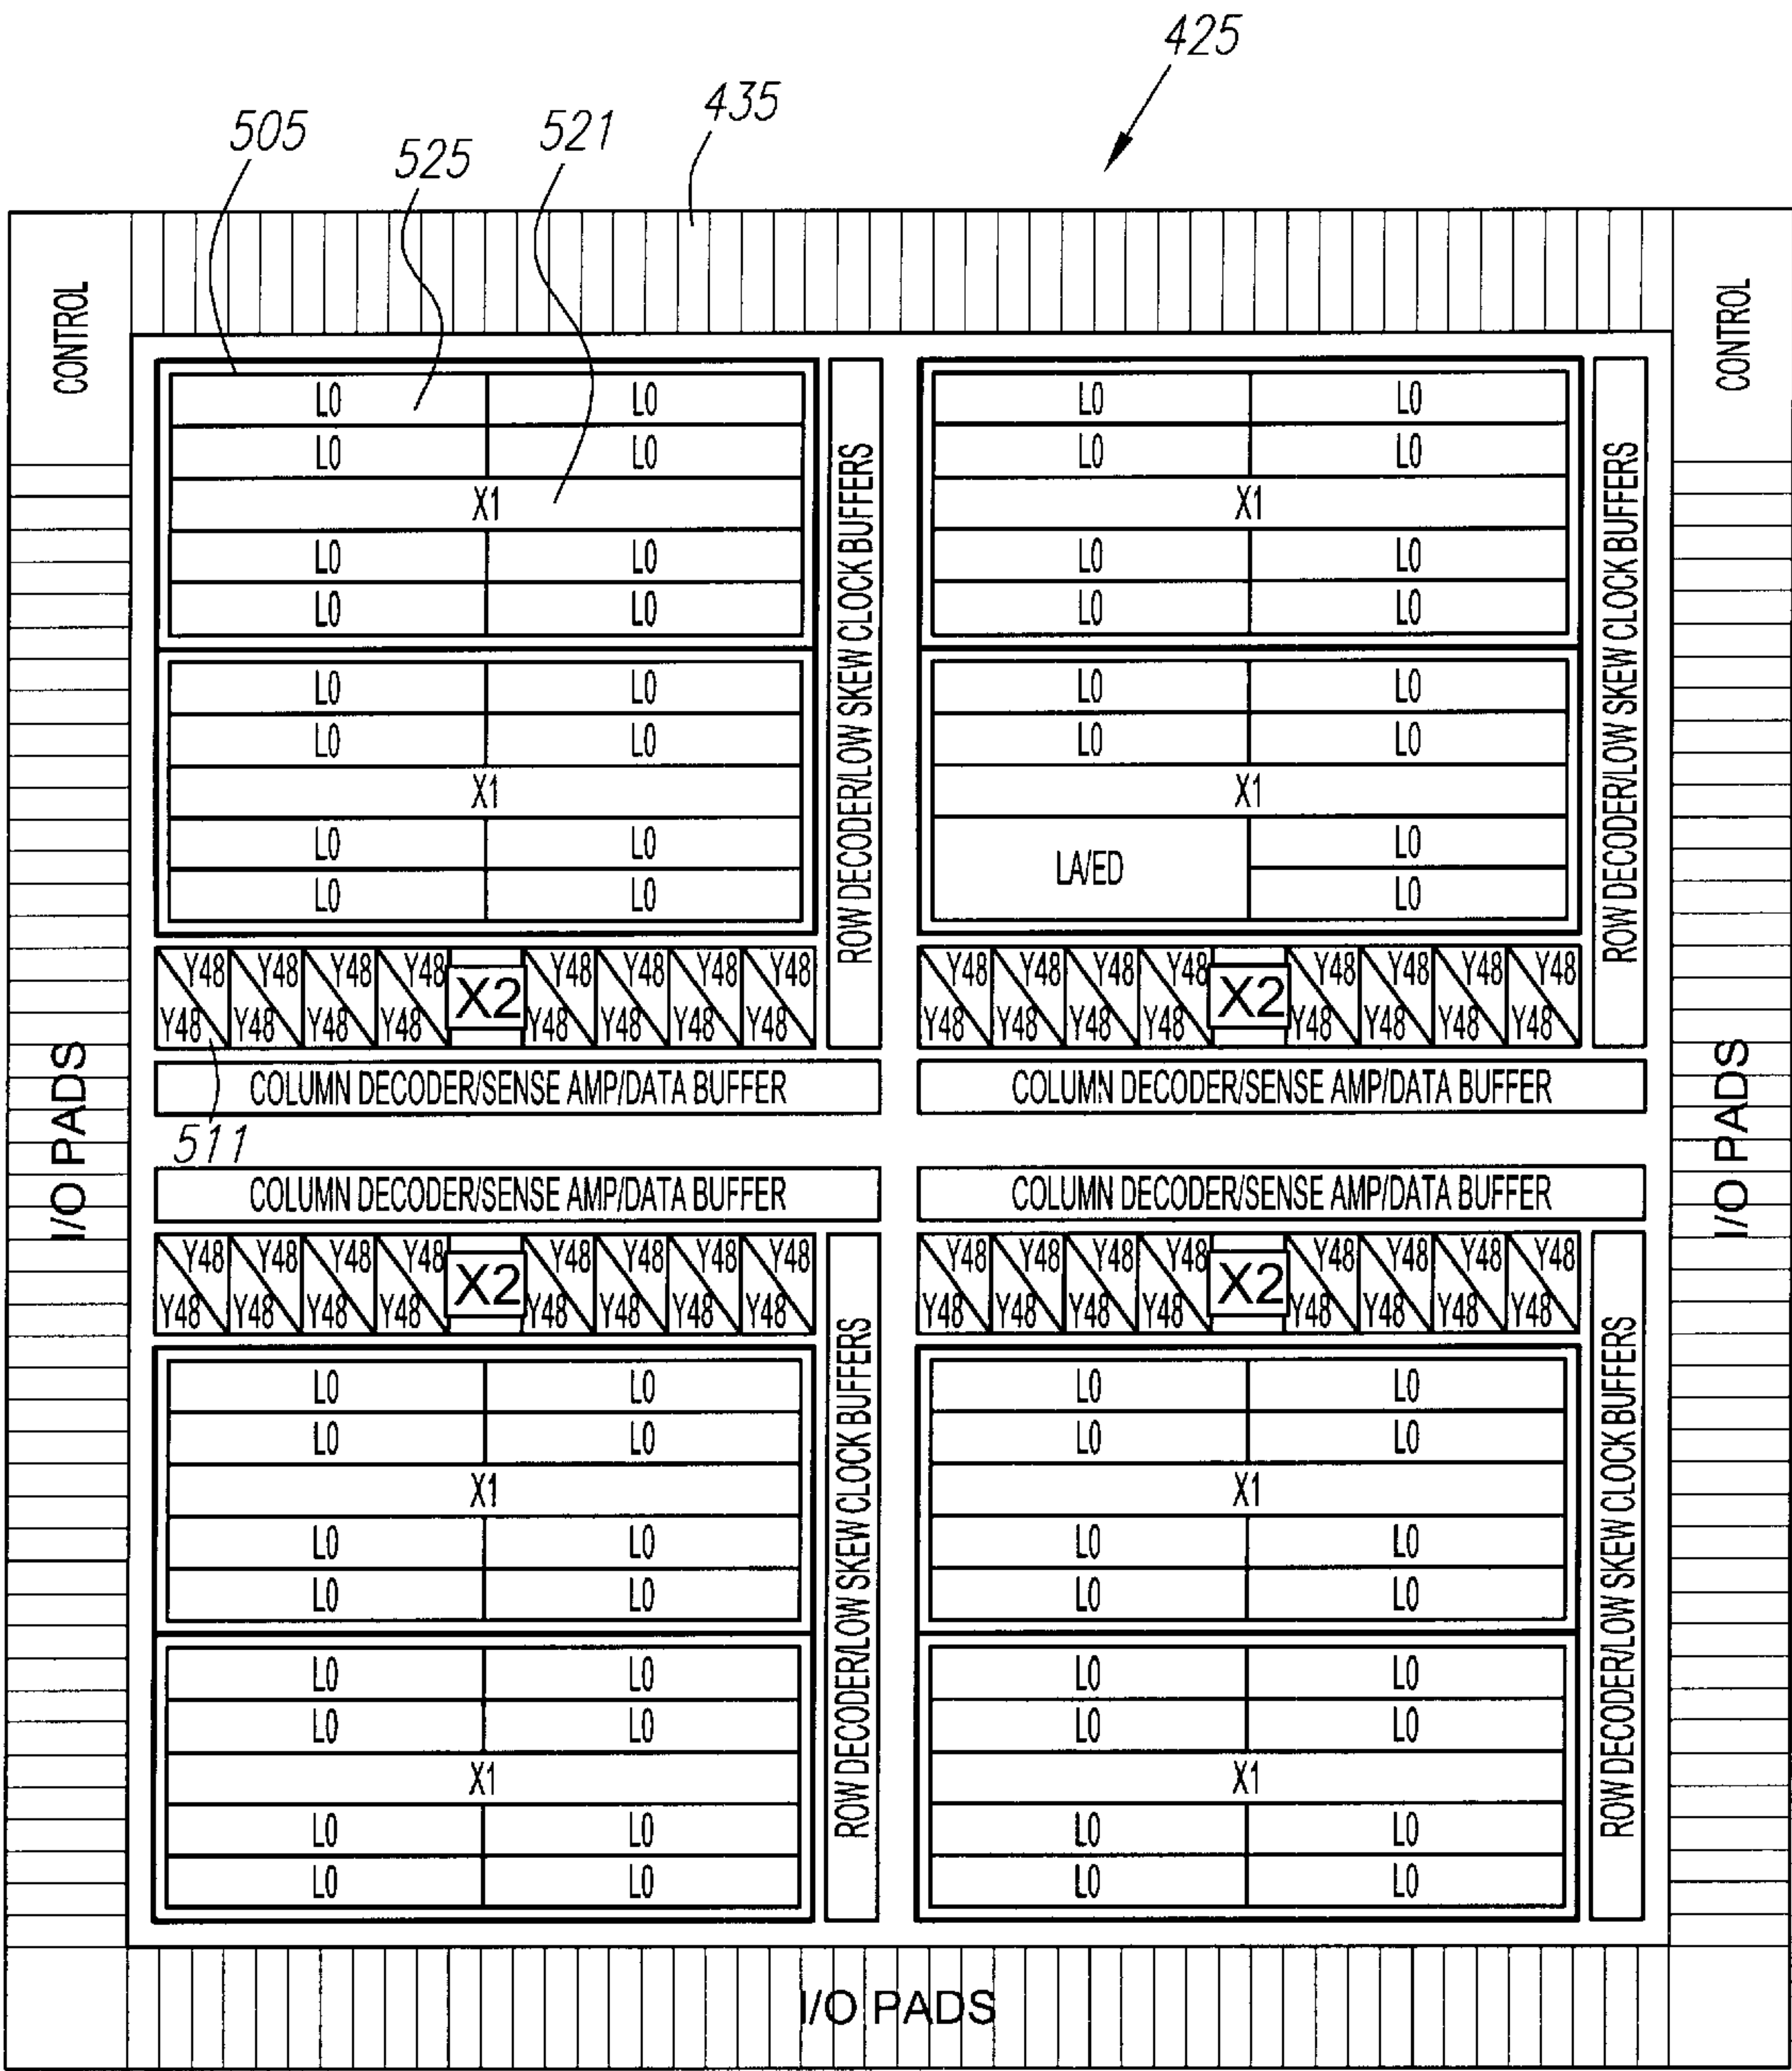 425
505
525
521
435
CONTROL
CONTROL
L0 L0 L0 L0
L0 L0 L0 L0
X1 X1
L0 L0 L0 L0
L0 L0 L0 L0
ROW DECODER/LOW SKEW CLOCK BUFFERS
ROW DECODER/LOW SKEW CLOCK BUFFERS
L0 L0 L0 L0
L0 L0 L0 L0
X1 X1
L0 L0 LA/ED L0
L0 L0 L0
Y48 Y48 Y48 Y48 X2 Y48 Y48 Y48 Y48 Y48 Y48 Y48 Y48 X2 Y48 Y48 Y48 Y48
Y48 Y48 Y48 Y48 Y48 Y48 Y48 Y48 Y48 Y48 Y48 Y48 Y48 Y48 Y48 Y48
COLUMN DECODER/SENSE AMP/DATA BUFFER
COLUMN DECODER/SENSE AMP/DATA BUFFER
I/O PADS
I/O PADS
511
COLUMN DECODER/SENSE AMP/DATA BUFFER
COLUMN DECODER/SENSE AMP/DATA BUFFER
Y48 Y48 Y48 Y48 X2 Y48 Y48 Y48 Y48 Y48 Y48 Y48 Y48 X2 Y48 Y48 Y48 Y48
Y48 Y48 Y48 Y48 Y48 Y48 Y48 Y48 Y48 Y48 Y48 Y48 Y48 Y48 Y48 Y48
L0 L0 L0 L0
L0 L0 L0 L0
X1 X1
L0 L0 L0 L0
L0 L0 L0 L0
ROW DECODER/LOW SKEW CLOCK BUFFERS
ROW DECODER/LOW SKEW CLOCK BUFFERS
L0 L0 L0 L0
L0 L0 L0 L0
X1 X1
L0 L0 L0 L0
L0 L0 L0 L0
I/O PADS